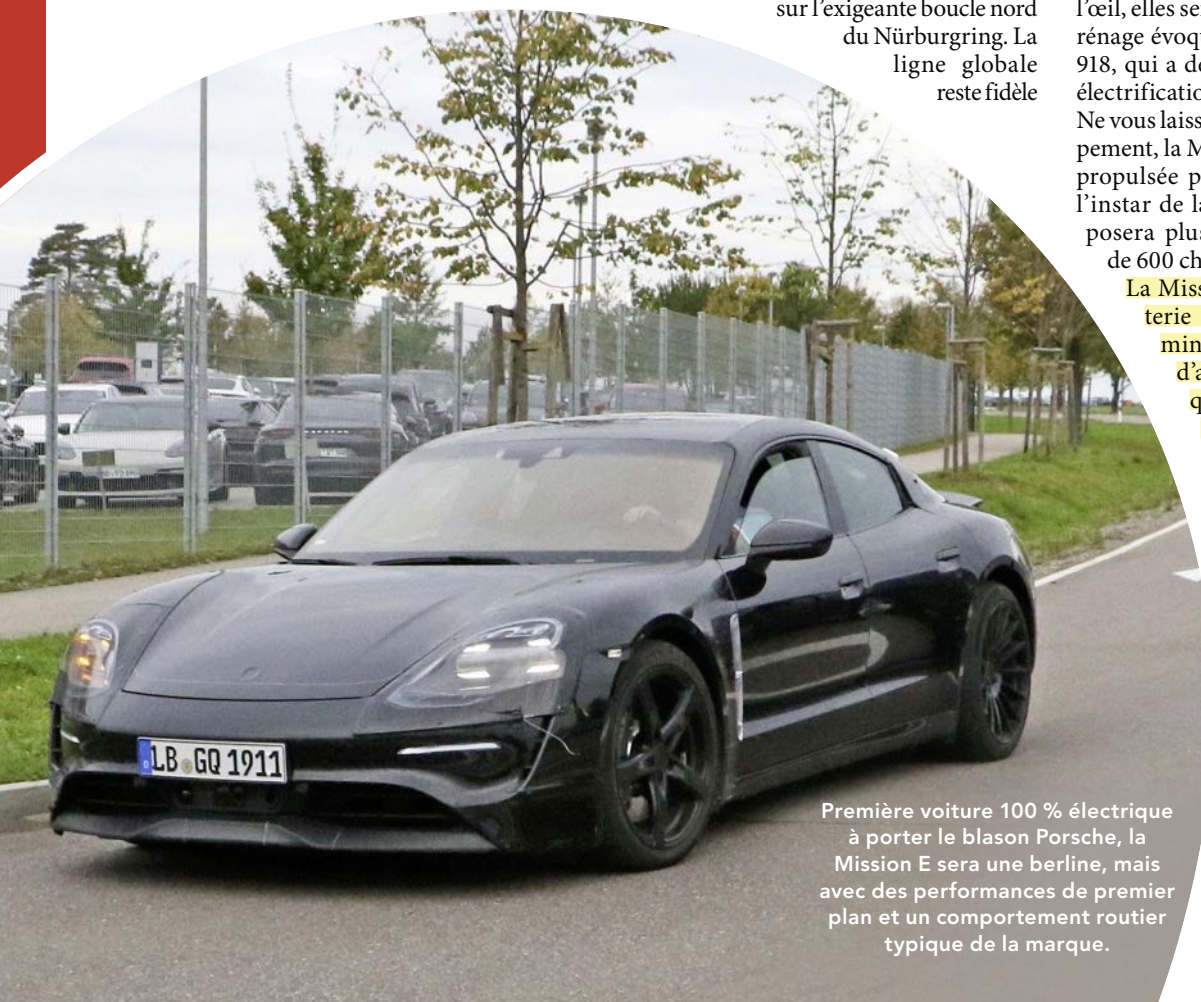 sur l’exigeante boucle nord
du Nürburgring. La
ligne globale
reste fidèle
l’œil, elles se
rénage évoq
918, qui a d
électrificatio
Ne vous laiss
pement, la M
propulsée p
l’instar de l
posera plus
de 600 ch
La Miss
terie
min
d’a
q
LB GQ 1911
Première voiture 100 % électrique
à porter le blason Porsche, la
Mission E sera une berline, mais
avec des performances de premier
plan et un comportement routier
typique de la marque.